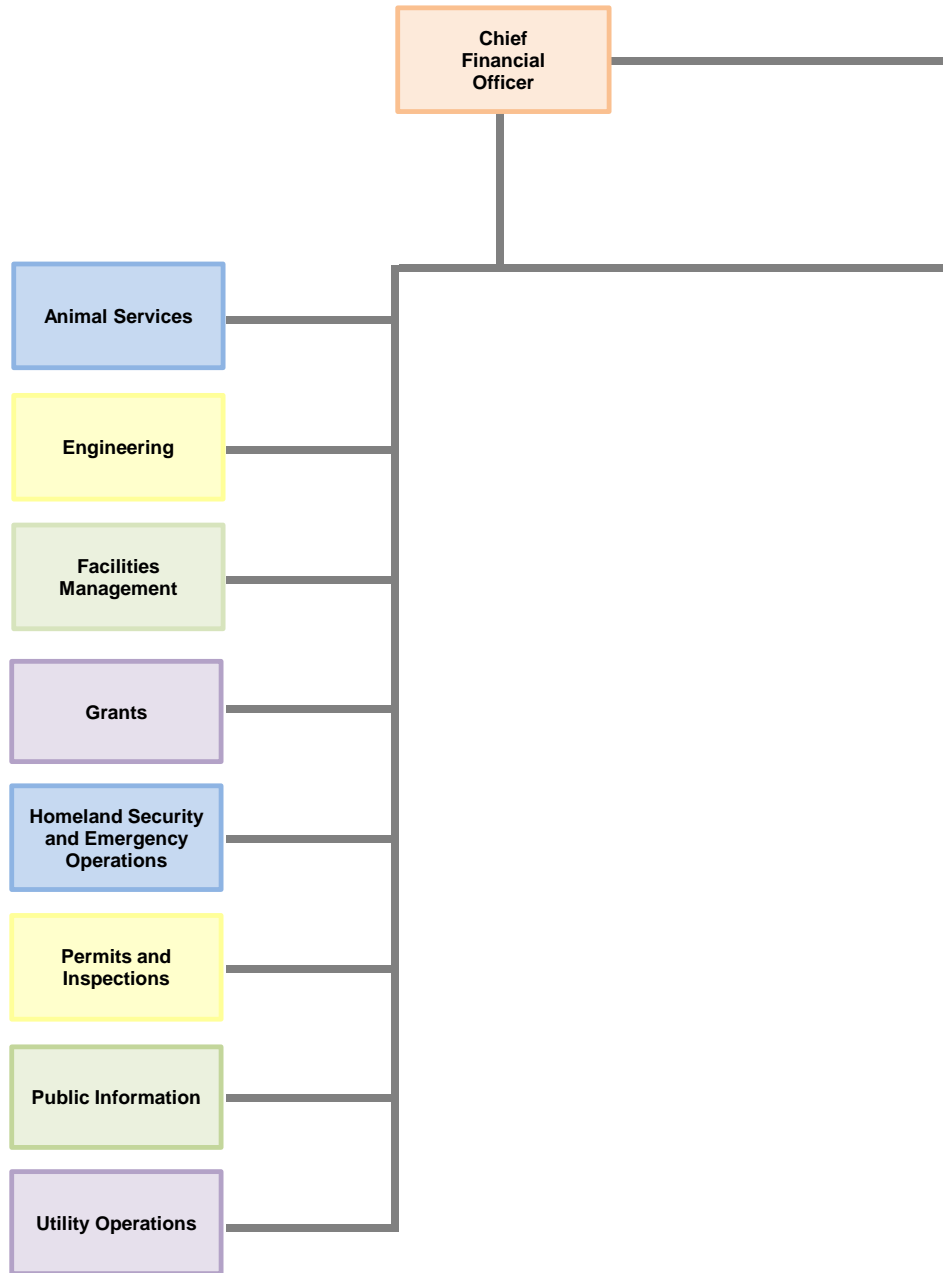 Chief
Financial
Officer
Animal Services
Engineering
Facilities
Management
Grants
Homeland Security
and Emergency
Operations
Permits and
Inspections
Public Information
Utility Operations